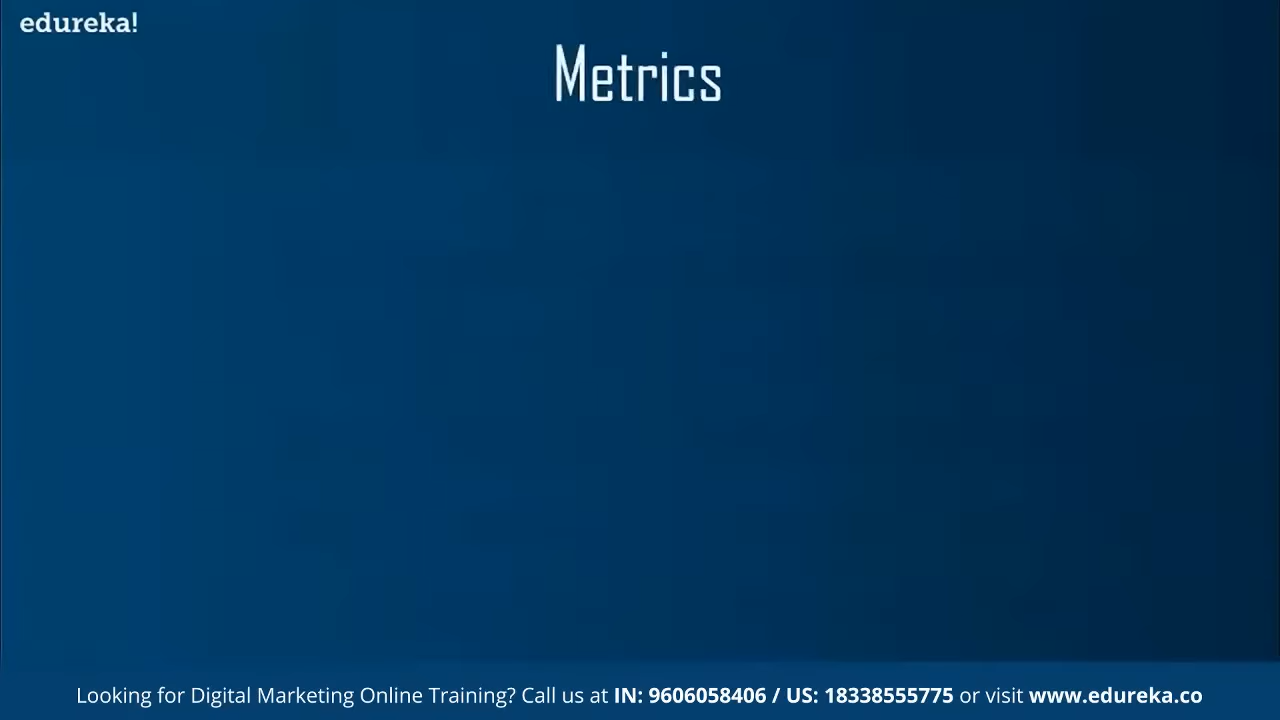 edureka!
Metrics
Looking for Digital Marketing Online Training? Call us at IN: 9606058406 / US: 18338555775 or visit www.edureka.co